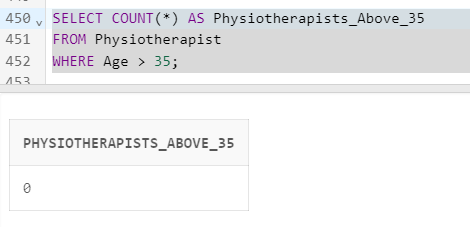 450 SELECT COUNT(*) AS Physiotherapists_Above_35
451 FROM Physiotherapist
452 WHERE Age > 35;
453
PHYSIOTHERAPISTS_ABOVE_35
0